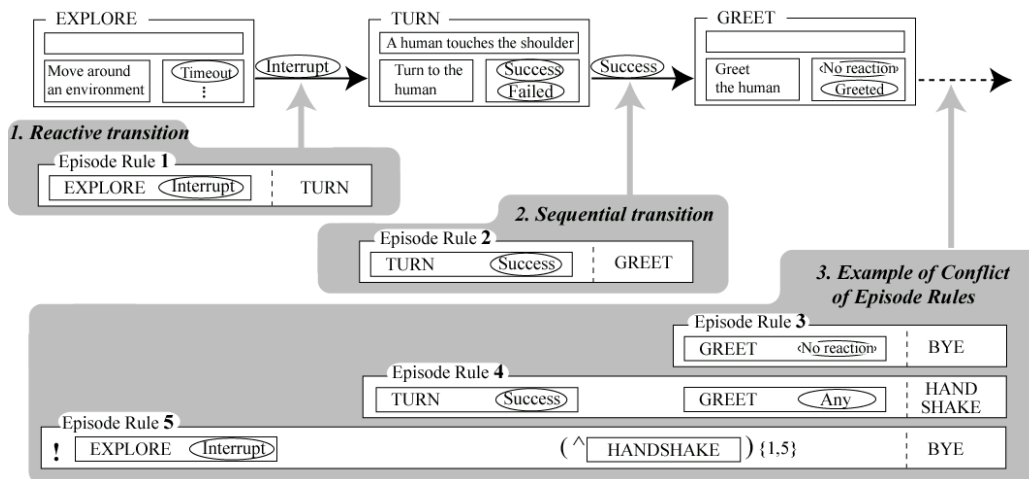 EXPLORE
Move around
an environment
Timeout
⋮
Interrupt
TURN
A human touches the shoulder
Turn to the
human
Success
Failed
Success
GREET
Greet
the human
No reaction
Greeted
1. Reactive transition
Episode Rule 1
EXPLORE Interrupt TURN
2. Sequential transition
Episode Rule 2
TURN Success GREET
3. Example of Conflict
of Episode Rules
Episode Rule 3
GREET No reaction BYE
Episode Rule 4
TURN Success GREET Any HAND
SHAKE
Episode Rule 5
! EXPLORE Interrupt (^ HANDSHAKE ) {1,5} BYE